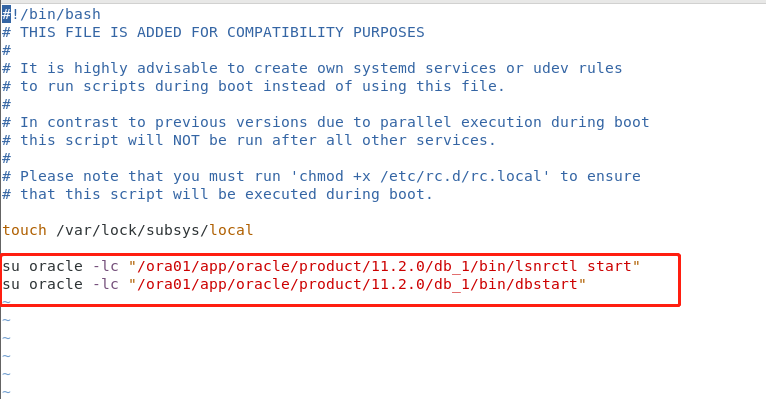 #!/bin/bash
# THIS FILE IS ADDED FOR COMPATIBILITY PURPOSES
#
# It is highly advisable to create own systemd services or udev rules
# to run scripts during boot instead of using this file.
#
# In contrast to previous versions due to parallel execution during boot
# this script will NOT be run after all other services.
#
# Please note that you must run 'chmod +x /etc/rc.d/rc.local' to ensure
# that this script will be executed during boot.

touch /var/lock/subsys/local

su oracle -lc "/ora01/app/oracle/product/11.2.0/db_1/bin/lsnrctl start"
su oracle -lc "/ora01/app/oracle/product/11.2.0/db_1/bin/dbstart"
~
~
~
~
~
~